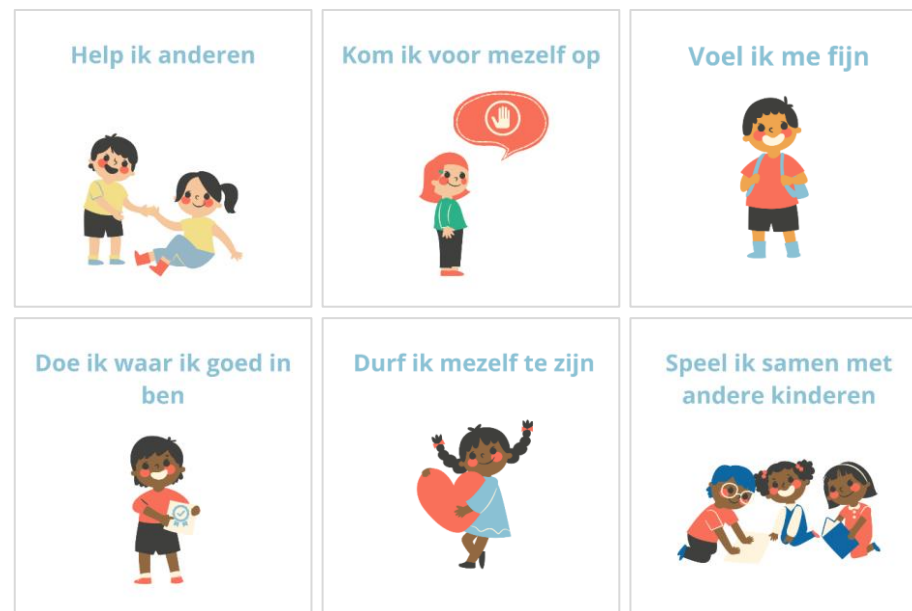 Help ik anderen
Kom ik voor mezelf op
Voel ik me fijn
Doe ik waar ik goed in
ben
Durf ik mezelf te zijn
Speel ik samen met
andere kinderen